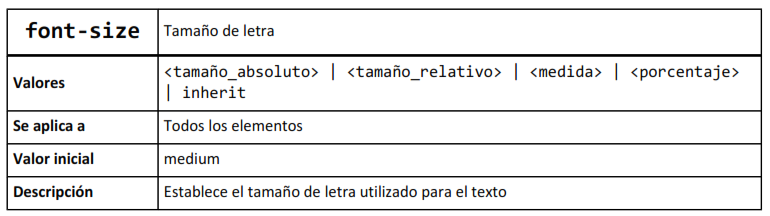 font-size Tamaño de letra
Valores <tamaño_absoluto> | <tamaño_relativo> | <medida> | <porcentaje>
| inherit
Se aplica a Todos los elementos
Valor inicial medium
Descripción Establece el tamaño de letra utilizado para el texto